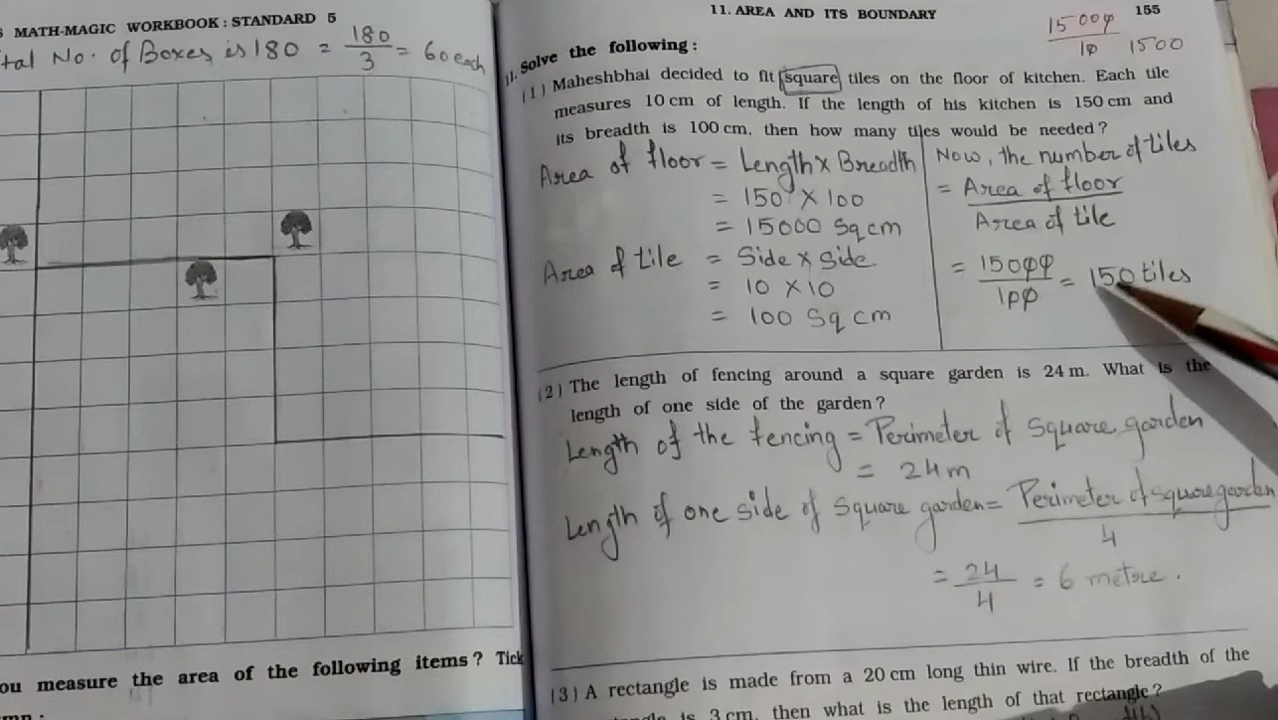 MATH-MAGIC WORKBOOK : STANDARD 5
tal No. of Boxes is 180 = 180/3 = 60 each
ou measure the area of the following items ? Tick
11. AREA AND ITS BOUNDARY 155
1500φ/1φ 1500
Solve the following :
(1) Maheshbhai decided to fit square tiles on the floor of kitchen. Each tile
measures 10 cm of length. If the length of his kitchen is 150 cm and
its breadth is 100 cm, then how many tiles would be needed ?
Area of floor = Length x Breadth
= 150 x 100
= 15000 Sq cm
Area of tile = Side x Side
= 10 x 10
= 100 Sq cm
Now, the number of tiles
= Area of floor
Area of tile
= 15000/100 = 150 tiles
(2) The length of fencing around a square garden is 24 m. What is the
length of one side of the garden ?
Length of the fencing = Perimeter of square garden
= 24 m
Length of one side of square garden = Perimeter of square garden
4
= 24/4 = 6 metre.
(3) A rectangle is made from a 20 cm long thin wire. If the breadth of the
is 3 cm, then what is the length of that rectangle ?